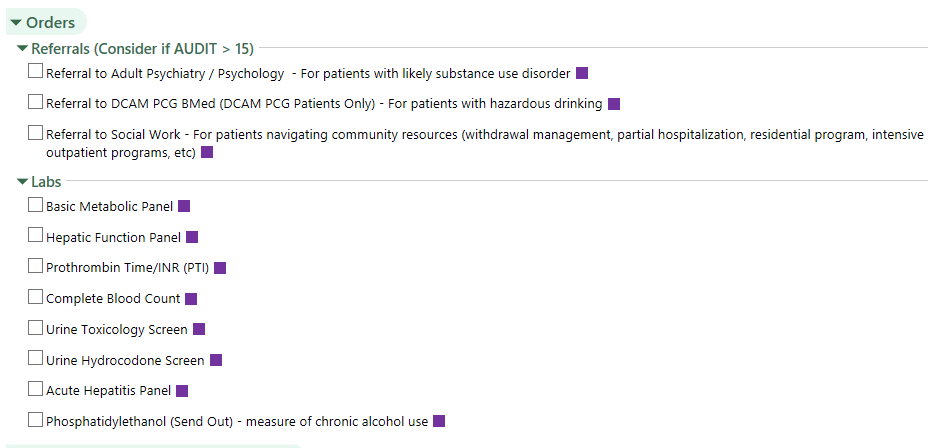 Orders
Referrals (Consider if AUDIT > 15)
Referral to Adult Psychiatry / Psychology - For patients with likely substance use disorder
Referral to DCAM PCG BMed (DCAM PCG Patients Only) - For patients with hazardous drinking
Referral to Social Work - For patients navigating community resources (withdrawal management, partial hospitalization, residential program, intensive
outpatient programs, etc)
Labs
Basic Metabolic Panel
Hepatic Function Panel
Prothrombin Time/INR (PTI)
Complete Blood Count
Urine Toxicology Screen
Urine Hydrocodone Screen
Acute Hepatitis Panel
Phosphatidylethanol (Send Out) - measure of chronic alcohol use